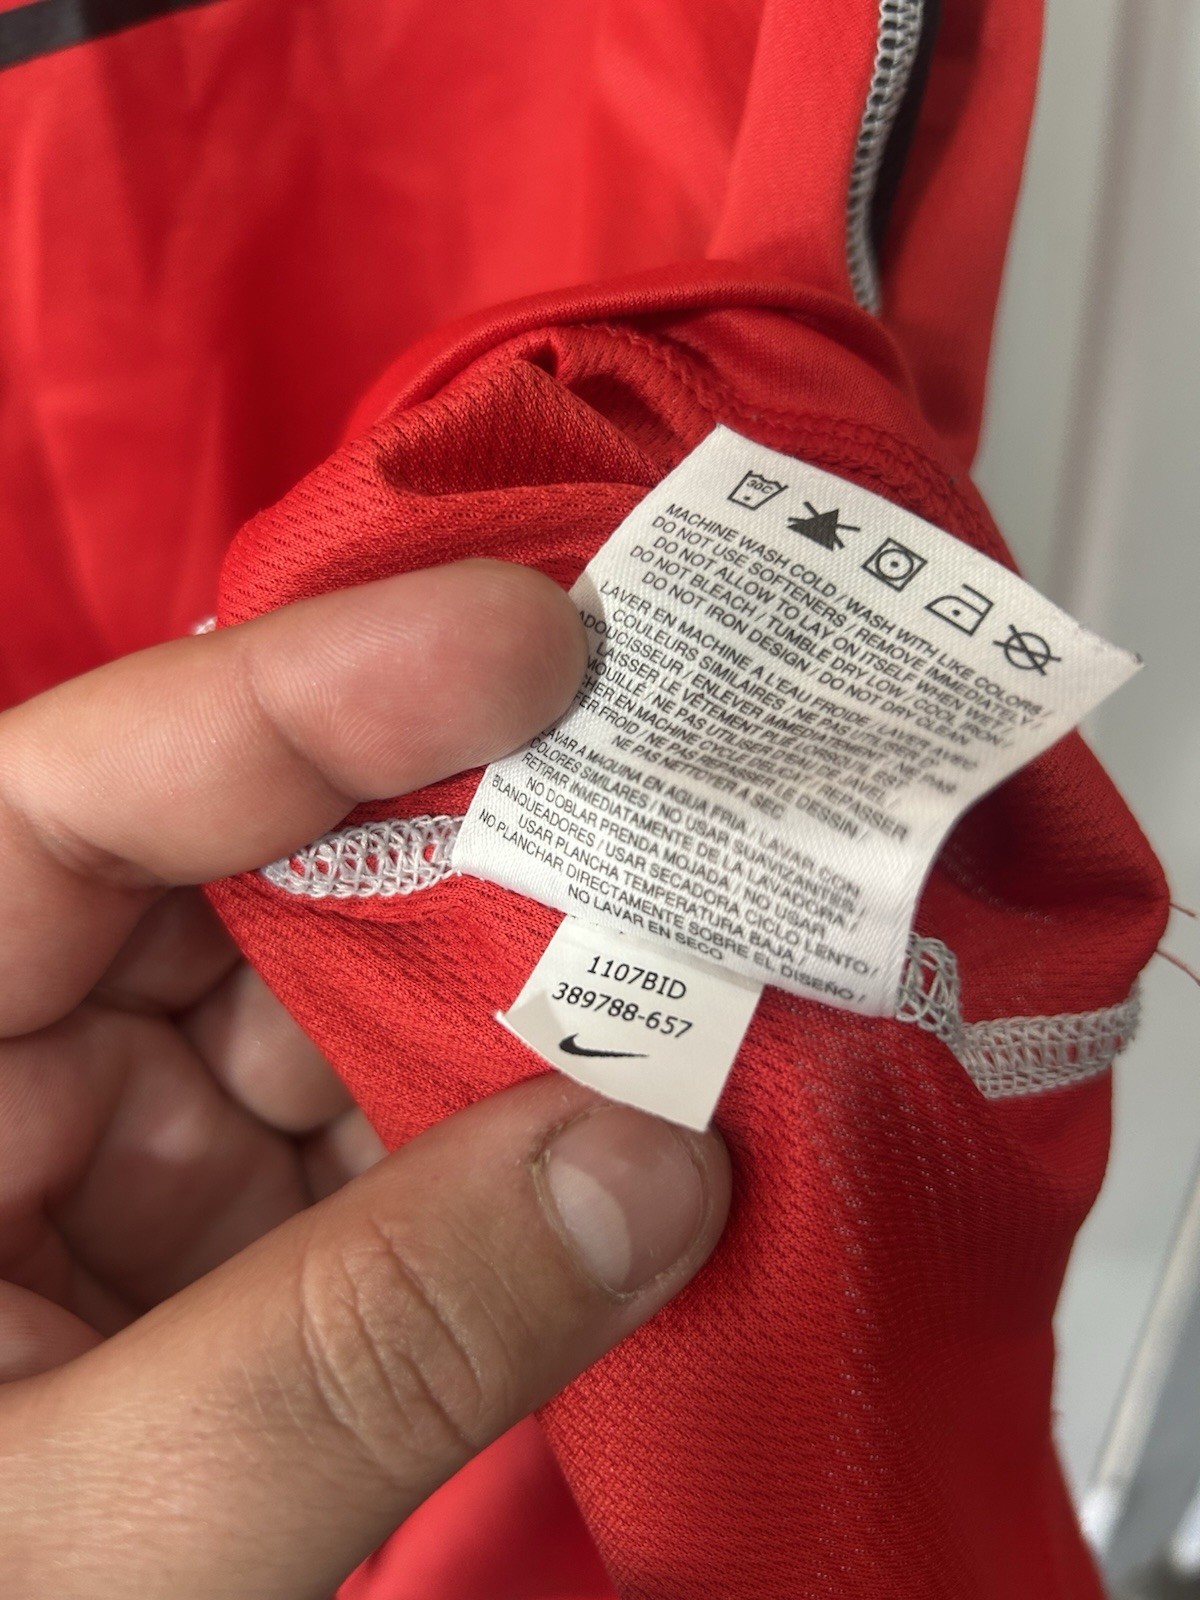 30C
MACHINE WASH COLD / WASH WITH LIKE COLORS /
DO NOT USE SOFTENERS / REMOVE IMMEDIATELY /
DO NOT ALLOW TO LAY ON ITSELF WHEN WET /
DO NOT BLEACH / TUMBLE DRY LOW / COOL IRON /
DO NOT IRON DESIGN / DO NOT DRY CLEAN
LAVER EN MACHINE A L'EAU FROIDE / LAVER AVEC
COULEURS SIMILAIRES / NE PAS UTILISER D'
ADOUCISSEUR / ENLEVER IMMEDIATEMENT / NE PAS
LAISSER LE VÊTEMENT PLIE LORSQU'IL EST
MOUILLÉ / NE PAS UTILISER D'EAU DE JAVEL /
CHER EN MACHINE CYCLE DELICAT / REPASSER
FER FROID / NE PAS REPASSER LE DESSIN /
NE PAS NETTOYER A SEC
LAVAR A MAQUINA EN AGUA FRIA / LAVAR CON
COLORES SIMILARES / NO USAR SUAVIZANTES /
RETIRAR INMEDIATAMENTE DE LA LAVADORA /
NO DOBLAR PRENDA MOJADA / NO USAR
BLANQUEADORES / USAR SECADORA CICLO LENTO /
USAR PLANCHA TEMPERATURA BAJA /
NO PLANCHAR DIRECTAMENTE SOBRE EL DISEÑO /
NO LAVAR EN SECO
1107BID
389788-657